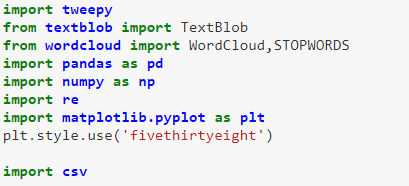 import tweepy
from textblob import TextBlob
from wordcloud import WordCloud,STOPWORDS
import pandas as pd
import numpy as np
import re
import matplotlib.pyplot as plt
plt.style.use('fivethirtyeight')
import csv